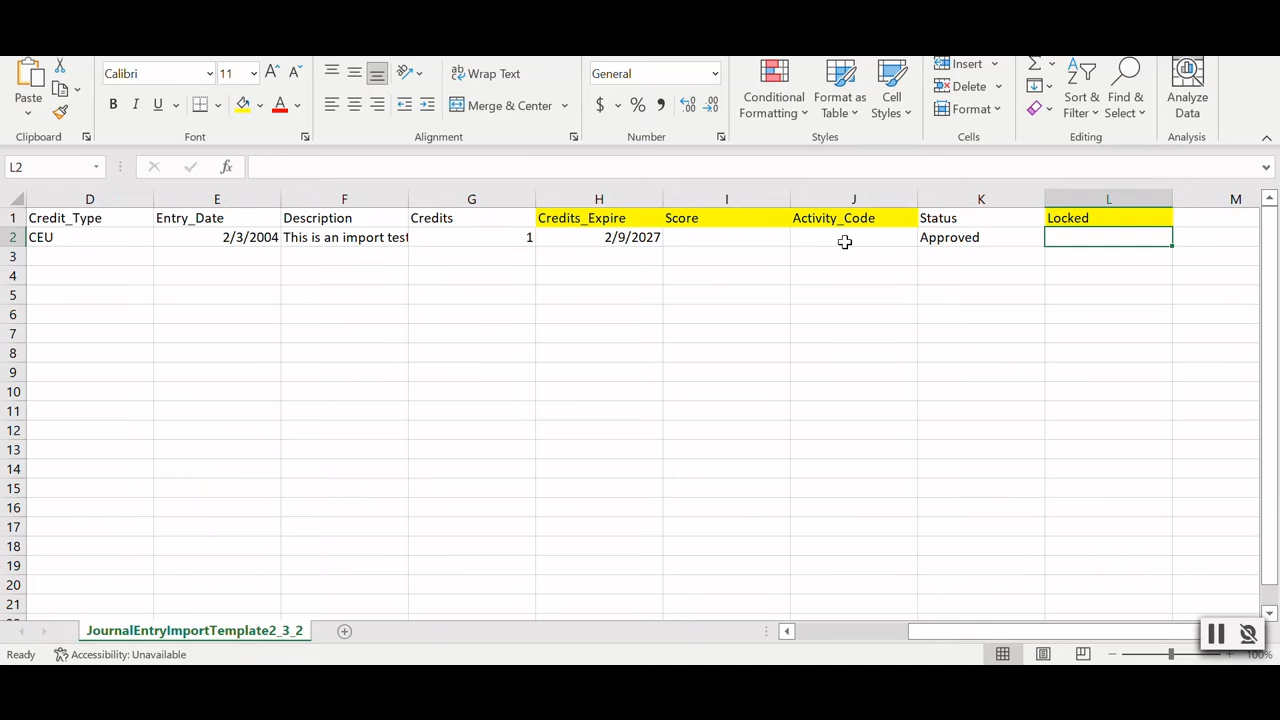 Calibri 11 Wrap Text General Insert
Paste B I U Merge & Center $ % Conditional Formatting Format as Table Cell Styles Delete Format Sort & Filter Find & Select Analyze Data
Clipboard Font Alignment Number Styles Cells Editing Analysis
L2 fx
D E F G H I J K L M
1 Credit_Type Entry_Date Description Credits Credits_Expire Score Activity_Code Status Locked
2 CEU 2/3/2004 This is an import test 1 2/9/2027 Approved
3
4
5
6
7
8
9
10
11
12
13
14
15
16
17
18
19
20
21
JournalEntryImportTemplate2_3_2
Ready Accessibility: Unavailable 100%